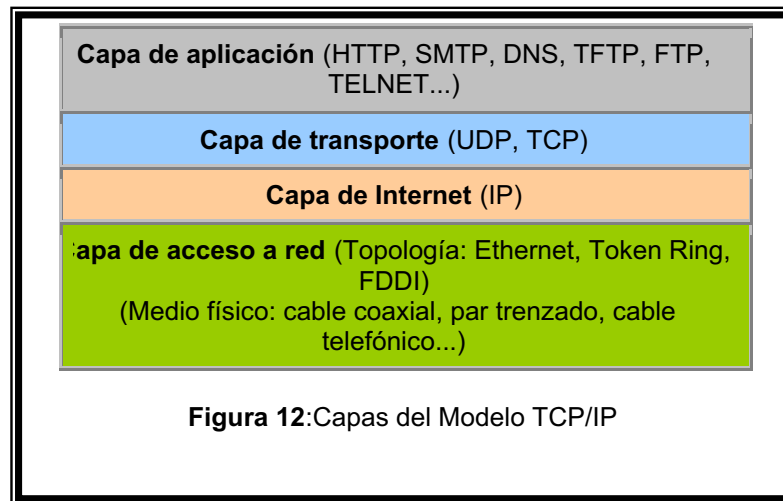 Capa de aplicación (HTTP, SMTP, DNS, TFTP, FTP,
TELNET...)
Capa de transporte (UDP, TCP)
Capa de Internet (IP)
apa de acceso a red (Topología: Ethernet, Token Ring,
FDDI)
(Medio físico: cable coaxial, par trenzado, cable
telefónico...)
Figura 12:Capas del Modelo TCP/IP